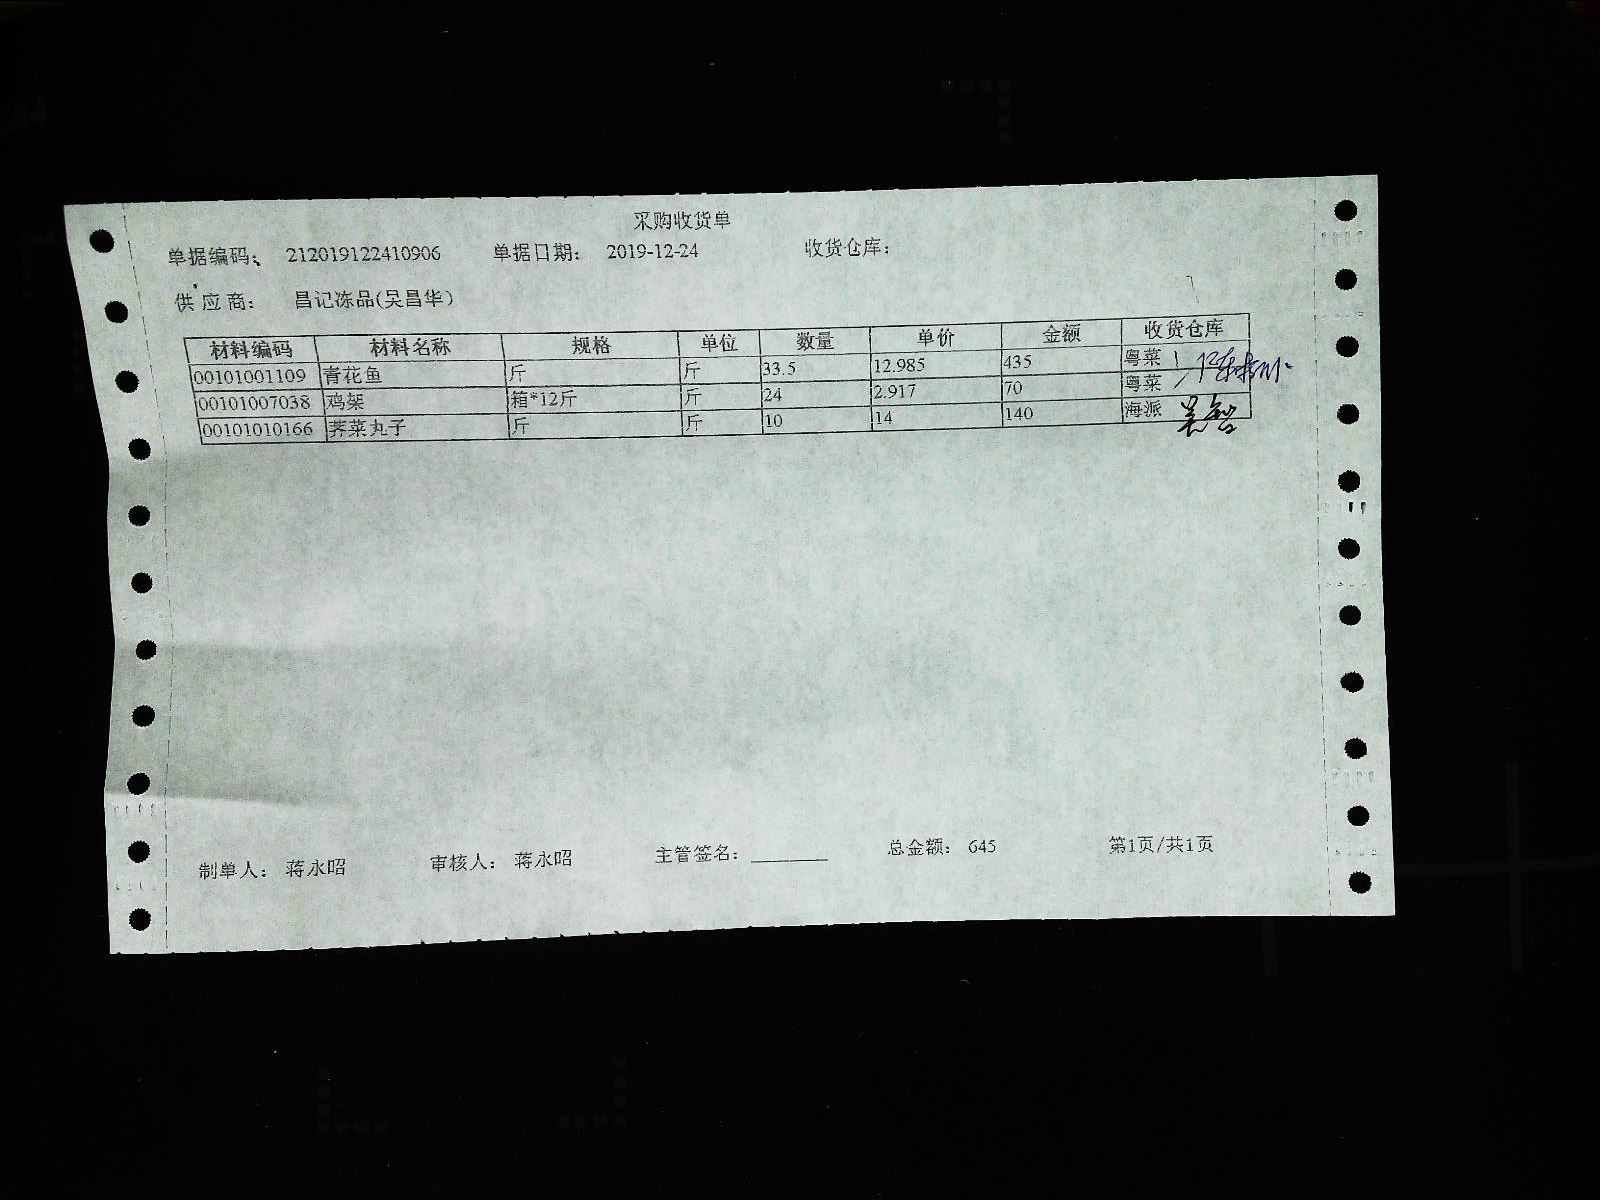 采购收货单
单据编码: 212019122410906 单据日期: 2019-12-24 收货仓库:
供应商: 昌记冻品(吴昌华)
材料编码 材料名称 规格 单位 数量 单价 金额 收货仓库
00101001109 青花鱼 斤 斤 33.5 12.985 435 粤菜
00101007038 鸡架 箱*12斤 斤 24 2.917 70 粤菜
00101010166 荠菜丸子 斤 斤 10 14 140 海派
制单人: 蒋永昭 审核人: 蒋永昭 主管签名: ________ 总金额: 645 第1页/共1页